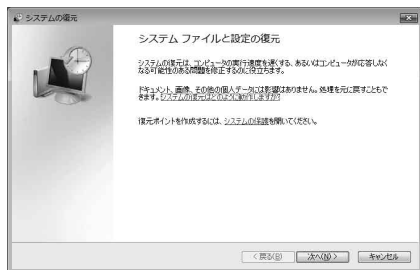 システムの復元
システム ファイルと設定の復元
システムの復元は、コンピュータの実行速度を遅くする、あるいはコンピュータが応答しなく
なる可能性のある問題を修正するのに役立ちます。
ドキュメント、画像、その他の個人データには影響はありません。処理を元に戻すこともで
きます。システムの復元はどのように動作しますか?
復元ポイントを作成するには、システムの保護を開いてください。
< 戻る(B) 次へ(N) > キャンセル